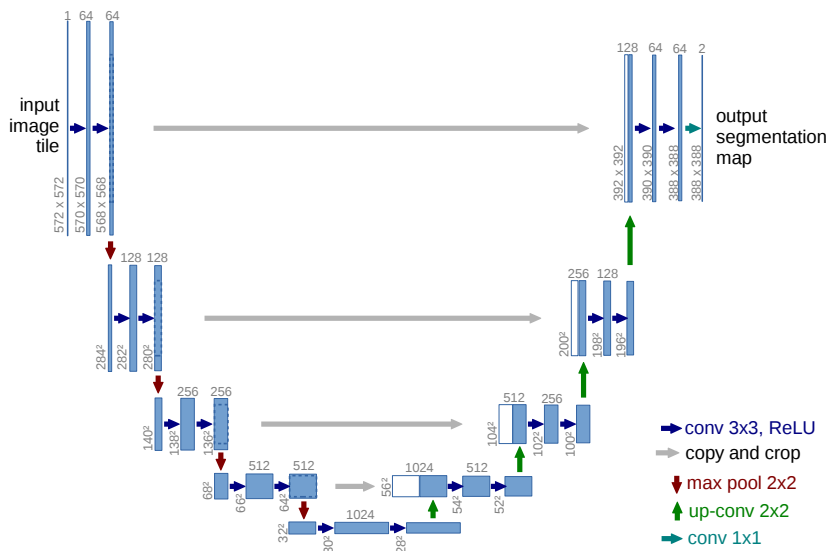 1
64
64
input
image
tile
572 x 572
570 x 570
568 x 568
128
64
64
2
output
segmentation
map
392 x 392
390 x 390
388 x 388
388 x 388
128
128
284²
282²
280²
256
128
200²
198²
196²
256
256
140²
138²
136²
512
256
104²
102²
100²
512
512
68²
66²
64²
1024
512
56²
54²
52²
1024
32²
30²
28²
conv 3x3, ReLU
copy and crop
max pool 2x2
up-conv 2x2
conv 1x1